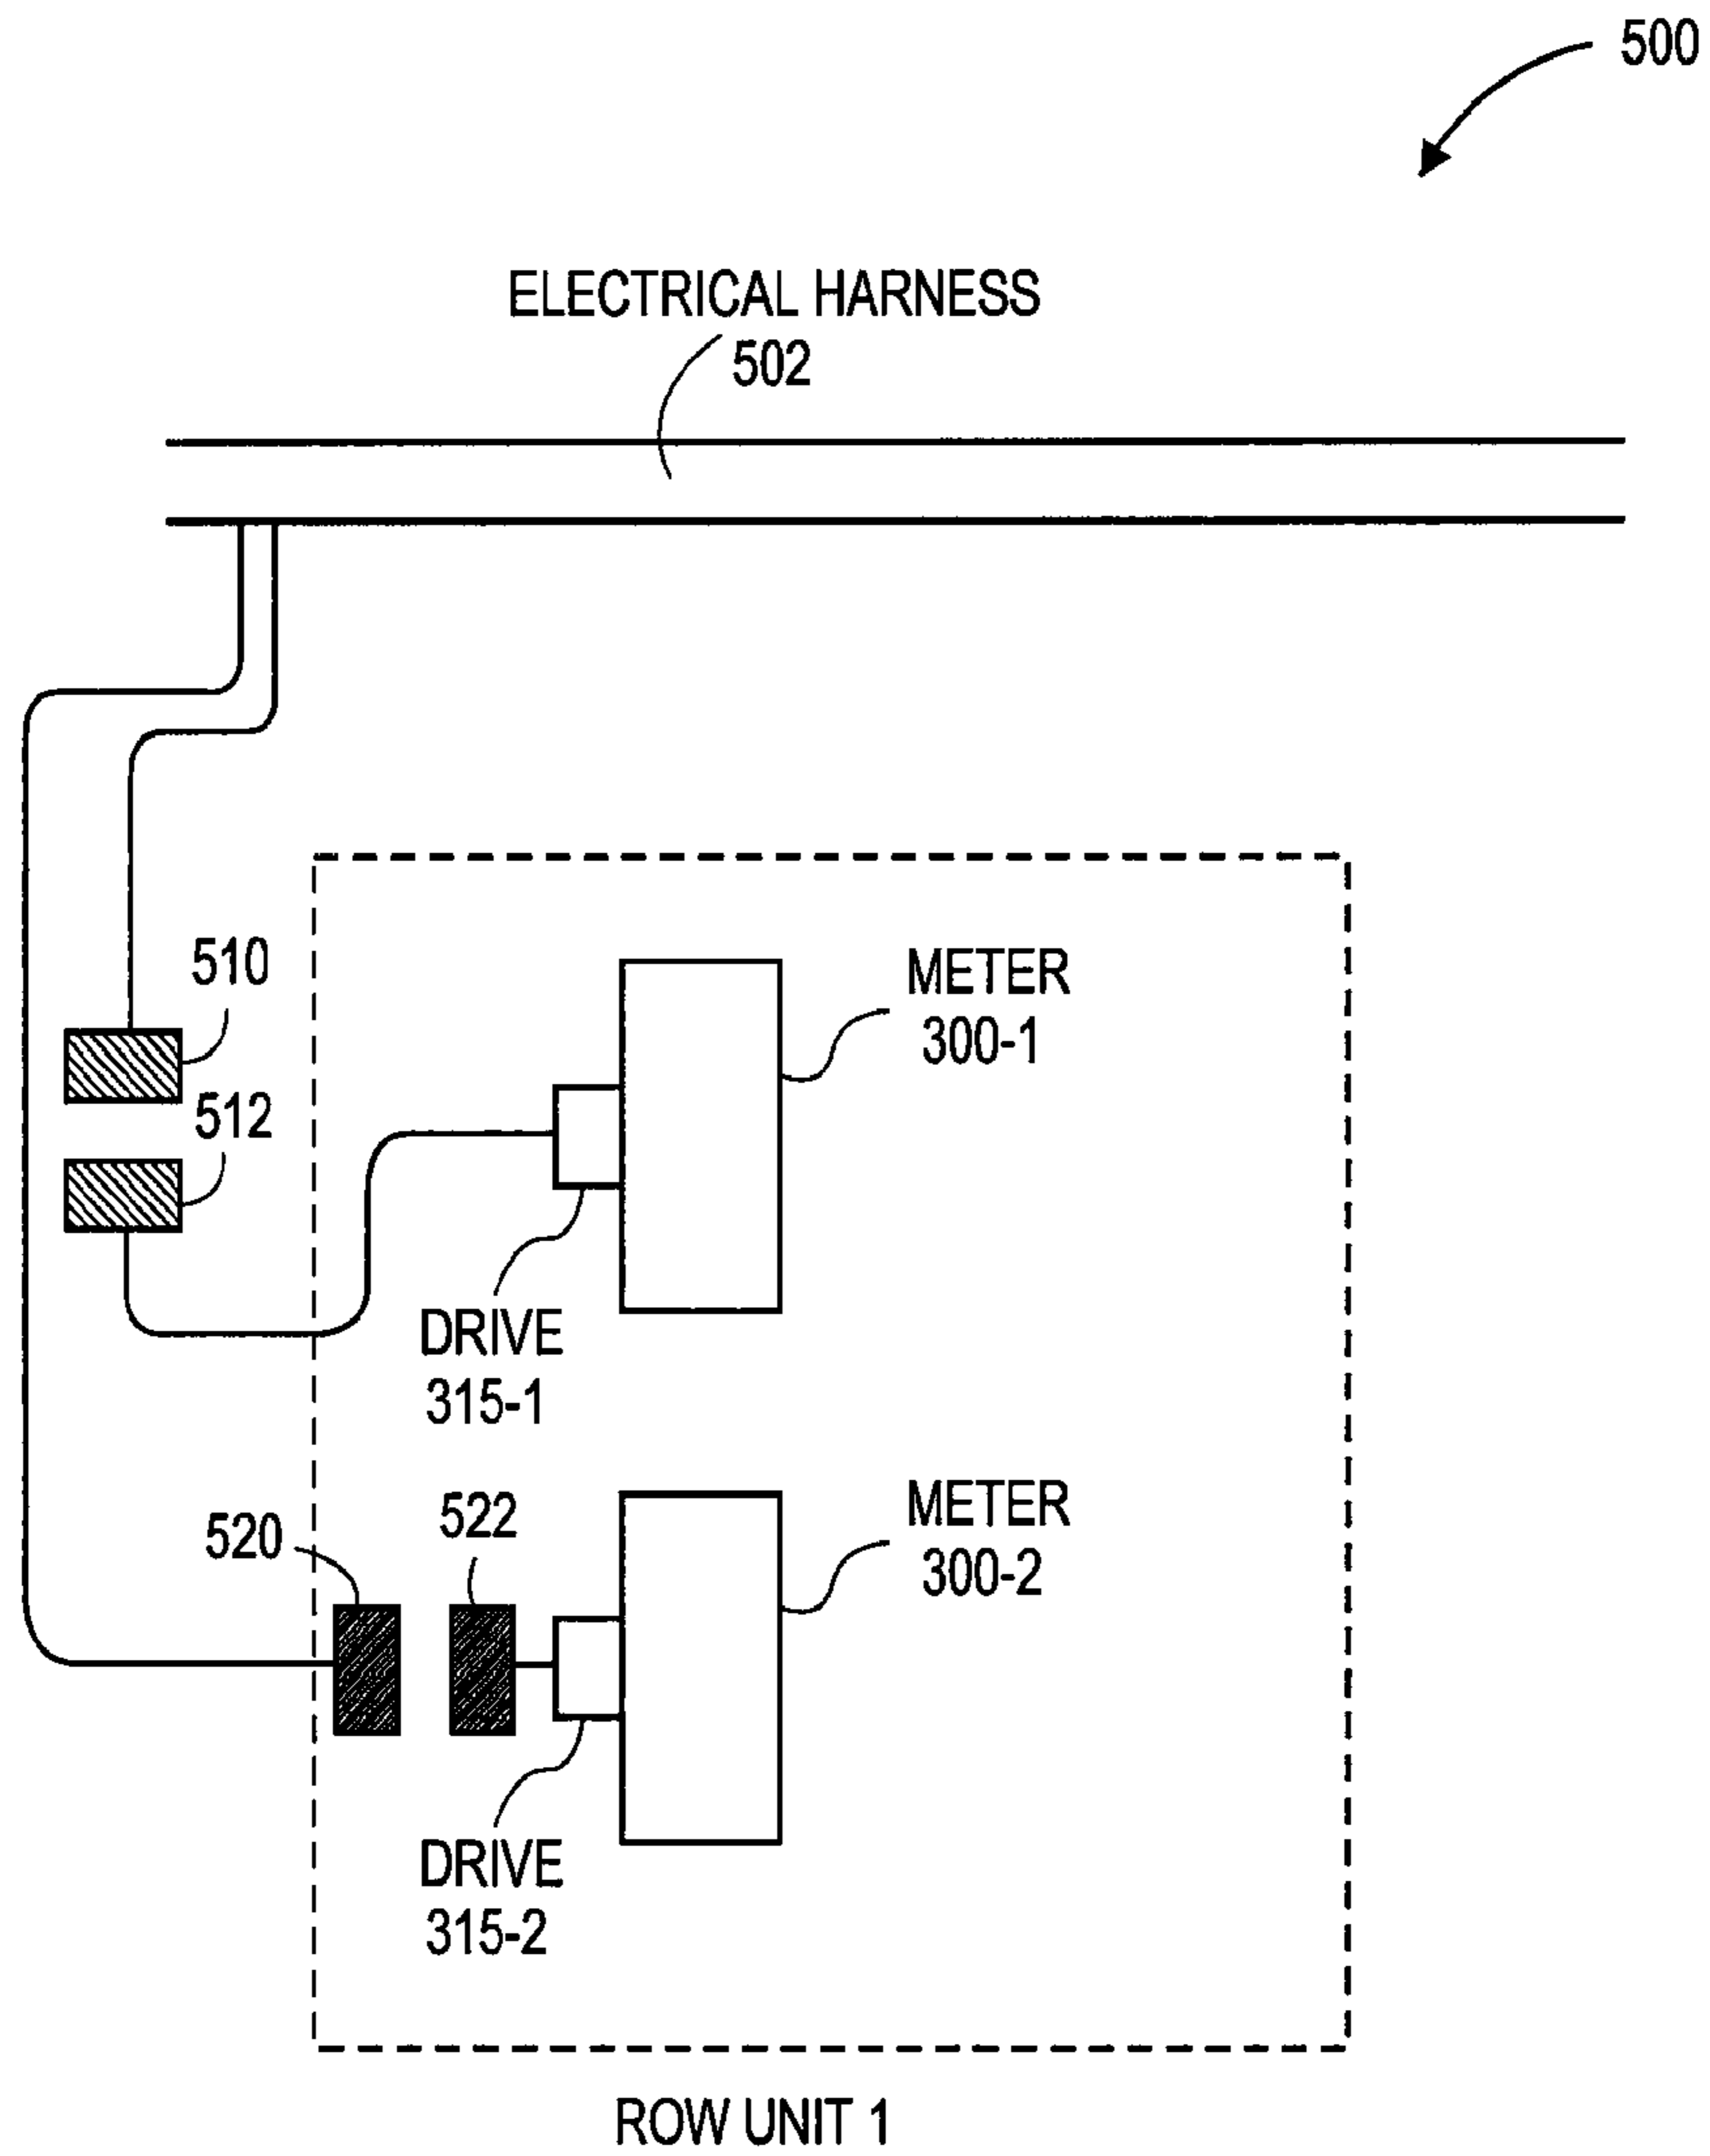 500
ELECTRICAL HARNESS
502
510
METER
300-1
512
DRIVE
315-1
METER
300-2
520
522
DRIVE
315-2
ROW UNIT 1